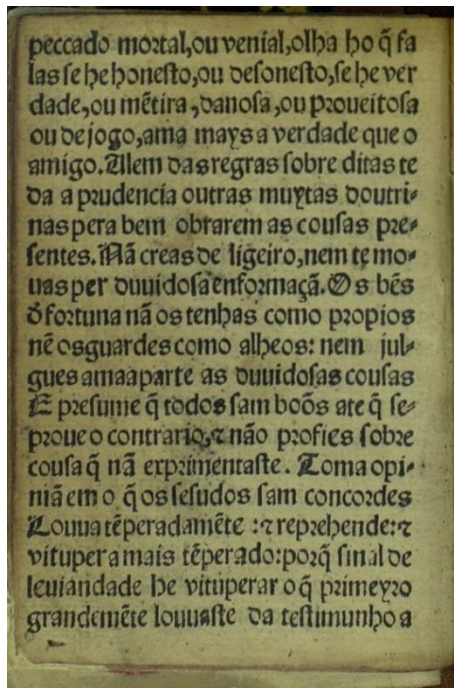 peccado mortal,ou venial,olha ho q̃ fa
las se he honesto,ou desonesto,se he ver
dade,ou mẽtira ,danosa ,ou proueitosa
ou de jogo,ama mays a verdade que o
amigo.Allem das regras sobre ditas te
da a prudencia outras muytas doutri⸗
nas pera bem obrarem as cousas pre⸗
sentes.Nã creas de ligeiro,nem te mo⸗
uas per duuidosa enformaçã.Os bẽs
d̃ fortuna nã os tenhas como propios
nẽ os guardes como alheos: nem jul⸗
gues ama aparte as duuidosas cousas
E presume q̃ todos sam boõs ate q̃ se⸗
proue o contrario,⁊ não profies sobre
cousa q̃ nã exprimentaste. Toma opi⸗
niã em o q̃ os sesudos sam concordes
Louua tẽperadamẽte :⁊ reprehende:⁊
vitupera mais tẽperado:porq̃ sinal de
leuiandade he vituperar o q̃ primeyro
grandemẽte louuaste da testimunho a